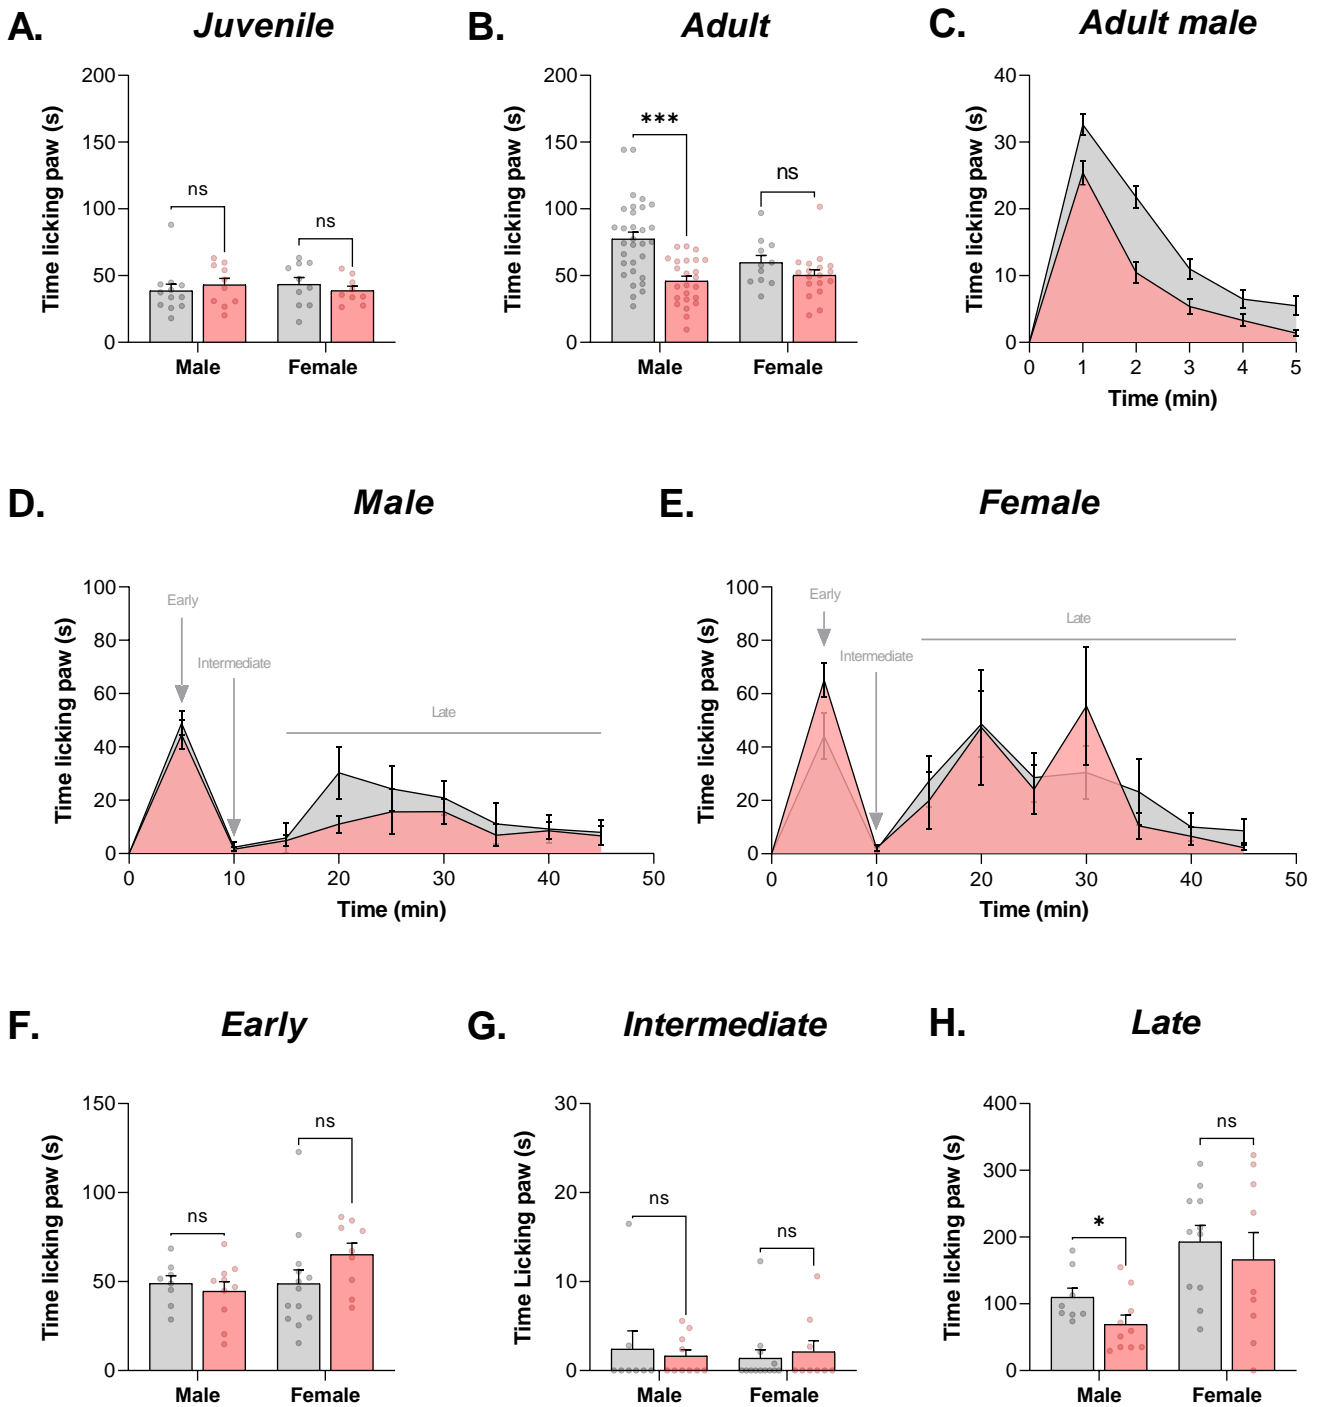 A. Juvenile
Time licking paw (s)
200
150
100
50
0
ns
ns
Male Female
B. Adult
Time licking paw (s)
200
150
100
50
0
***
ns
Male Female
C. Adult male
Time licking paw (s)
40
30
20
10
0
0 1 2 3 4 5
Time (min)
D. Male
Time licking paw (s)
100
80
60
40
20
0
Early
Intermediate
Late
0 10 20 30 40 50
Time (min)
E. Female
Time licking paw (s)
100
80
60
40
20
0
Early
Intermediate
Late
0 10 20 30 40 50
Time (min)
F. Early
Time licking paw (s)
150
100
50
0
ns
ns
Male Female
G. Intermediate
Time Licking paw (s)
30
20
10
0
ns
ns
Male Female
H. Late
Time licking paw (s)
400
300
200
100
0
*
ns
Male Female